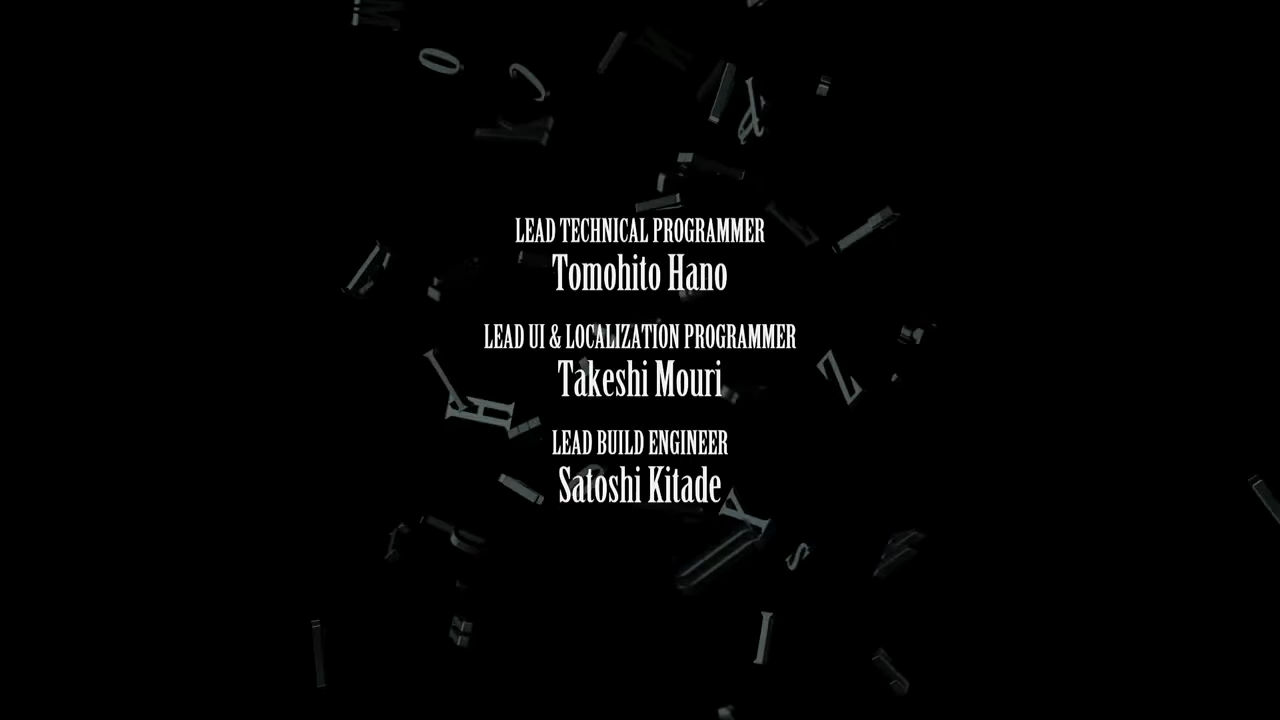 LEAD TECHNICAL PROGRAMMER
Tomohito Hano
LEAD UI & LOCALIZATION PROGRAMMER
Takeshi Mouri
LEAD BUILD ENGINEER
Satoshi Kitade